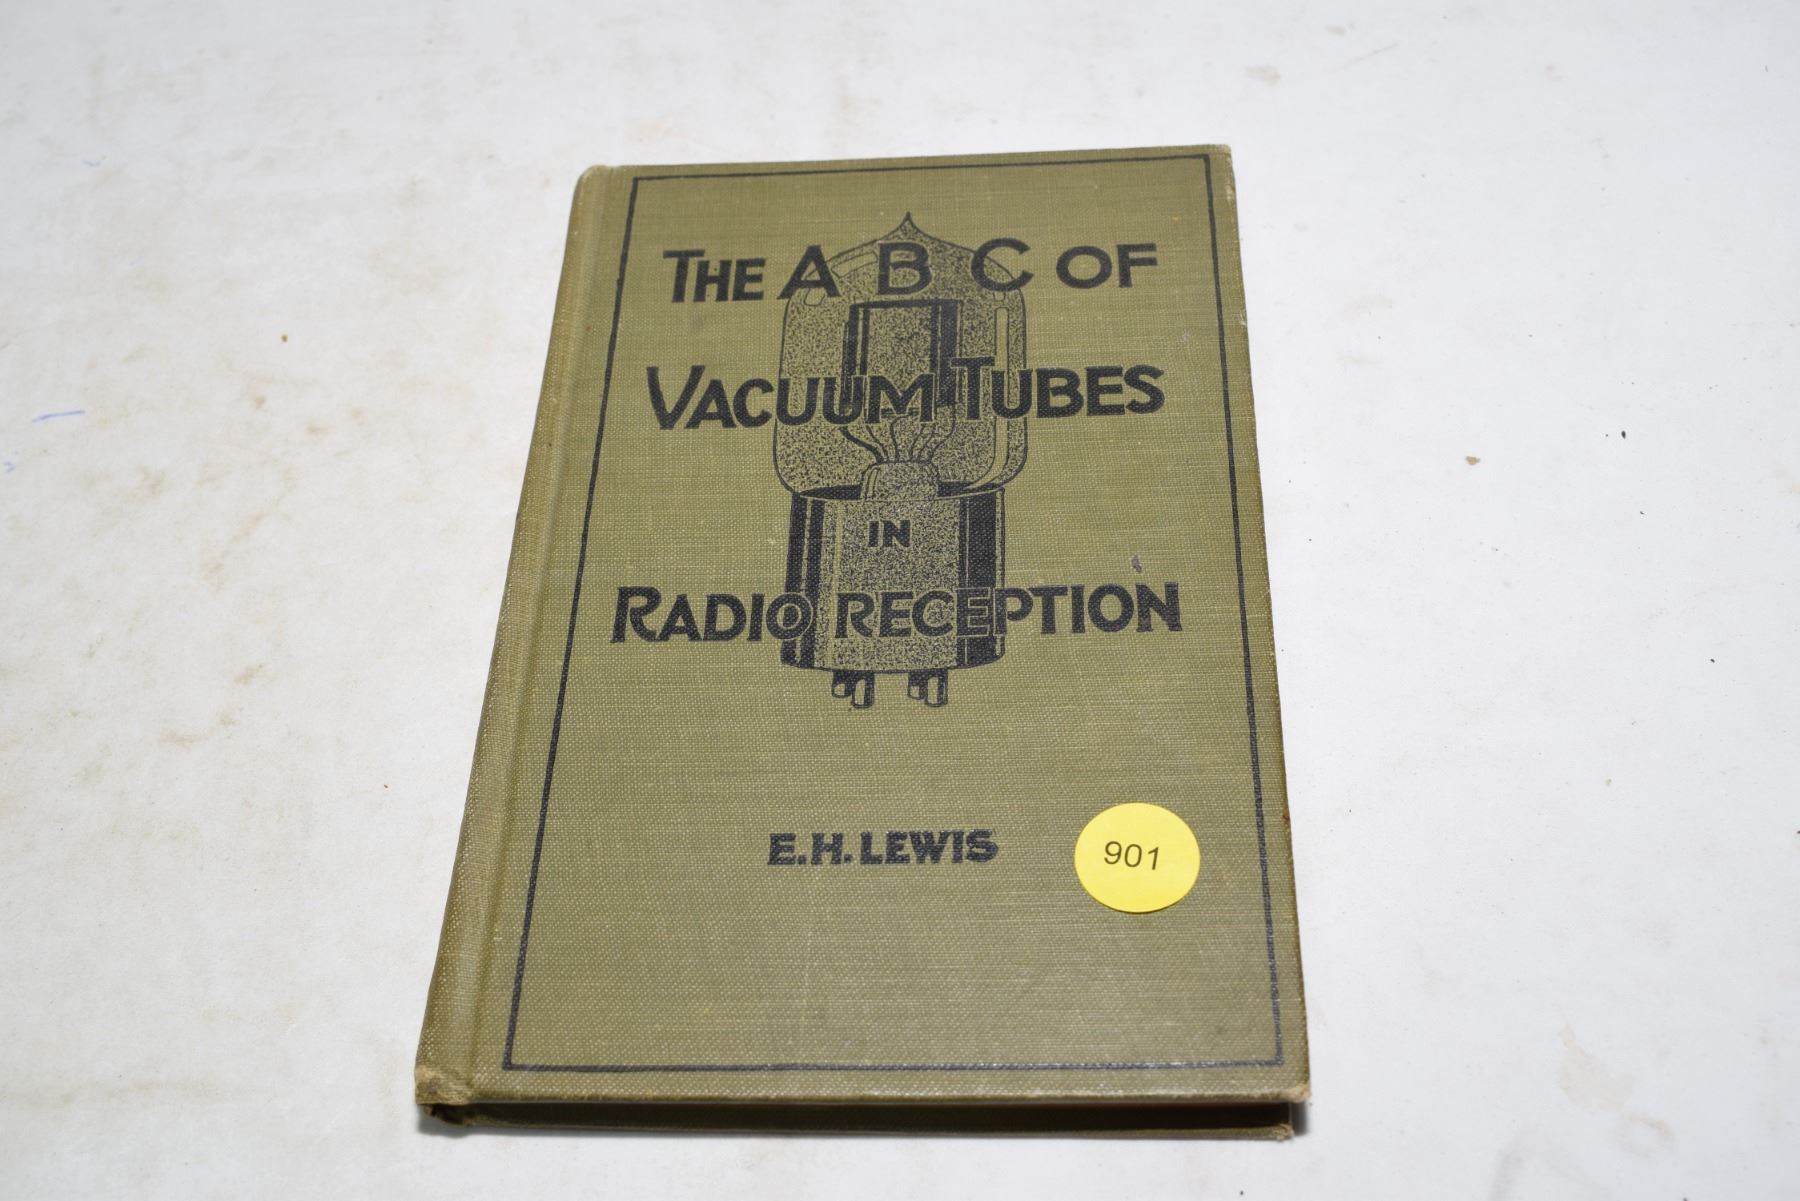 THE A B C OF
VACUUM TUBES
IN
RADIO RECEPTION
E.H. LEWIS
901